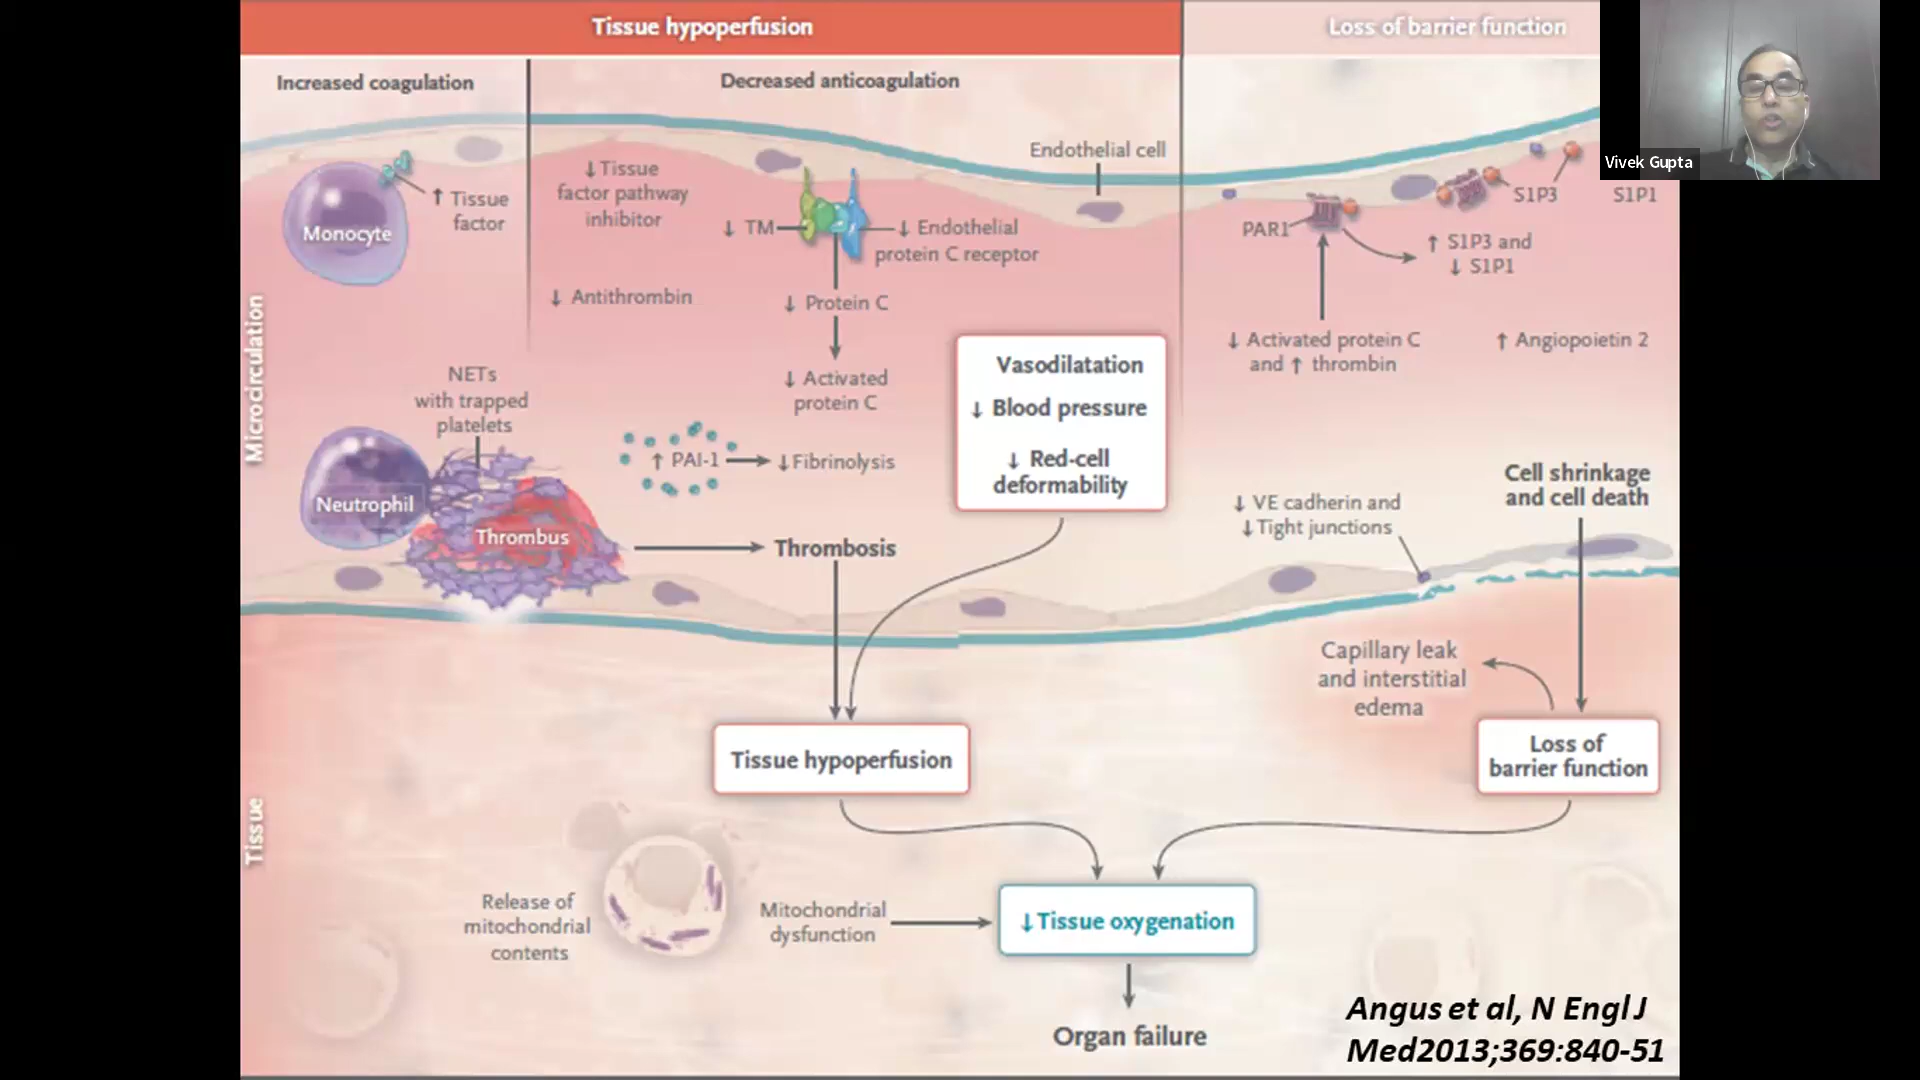 Tissue hypoperfusion
Loss of barrier function
Vivek Gupta
Increased coagulation
Decreased anticoagulation
Endothelial cell
Monocyte
↑ Tissue
factor
↓ Tissue
factor pathway
inhibitor
↓ TM
↓ Endothelial
protein C receptor
↓ Antithrombin
↓ Protein C
↓ Activated
protein C
PAR1
S1P3
S1P1
↑ S1P3 and
↓ S1P1
↓ Activated protein C
and ↑ thrombin
↑ Angiopoietin 2
Microcirculation
NETs
with trapped
platelets
Neutrophil
Thrombus
↑ PAI-1
↓ Fibrinolysis
Thrombosis
Vasodilatation
↓ Blood pressure
↓ Red-cell
deformability
↓ VE cadherin and
↓ Tight junctions
Cell shrinkage
and cell death
Capillary leak
and interstitial
edema
Tissue hypoperfusion
Loss of
barrier function
Tissue
Release of
mitochondrial
contents
Mitochondrial
dysfunction
↓ Tissue oxygenation
Organ failure
Angus et al, N Engl J
Med2013;369:840-51